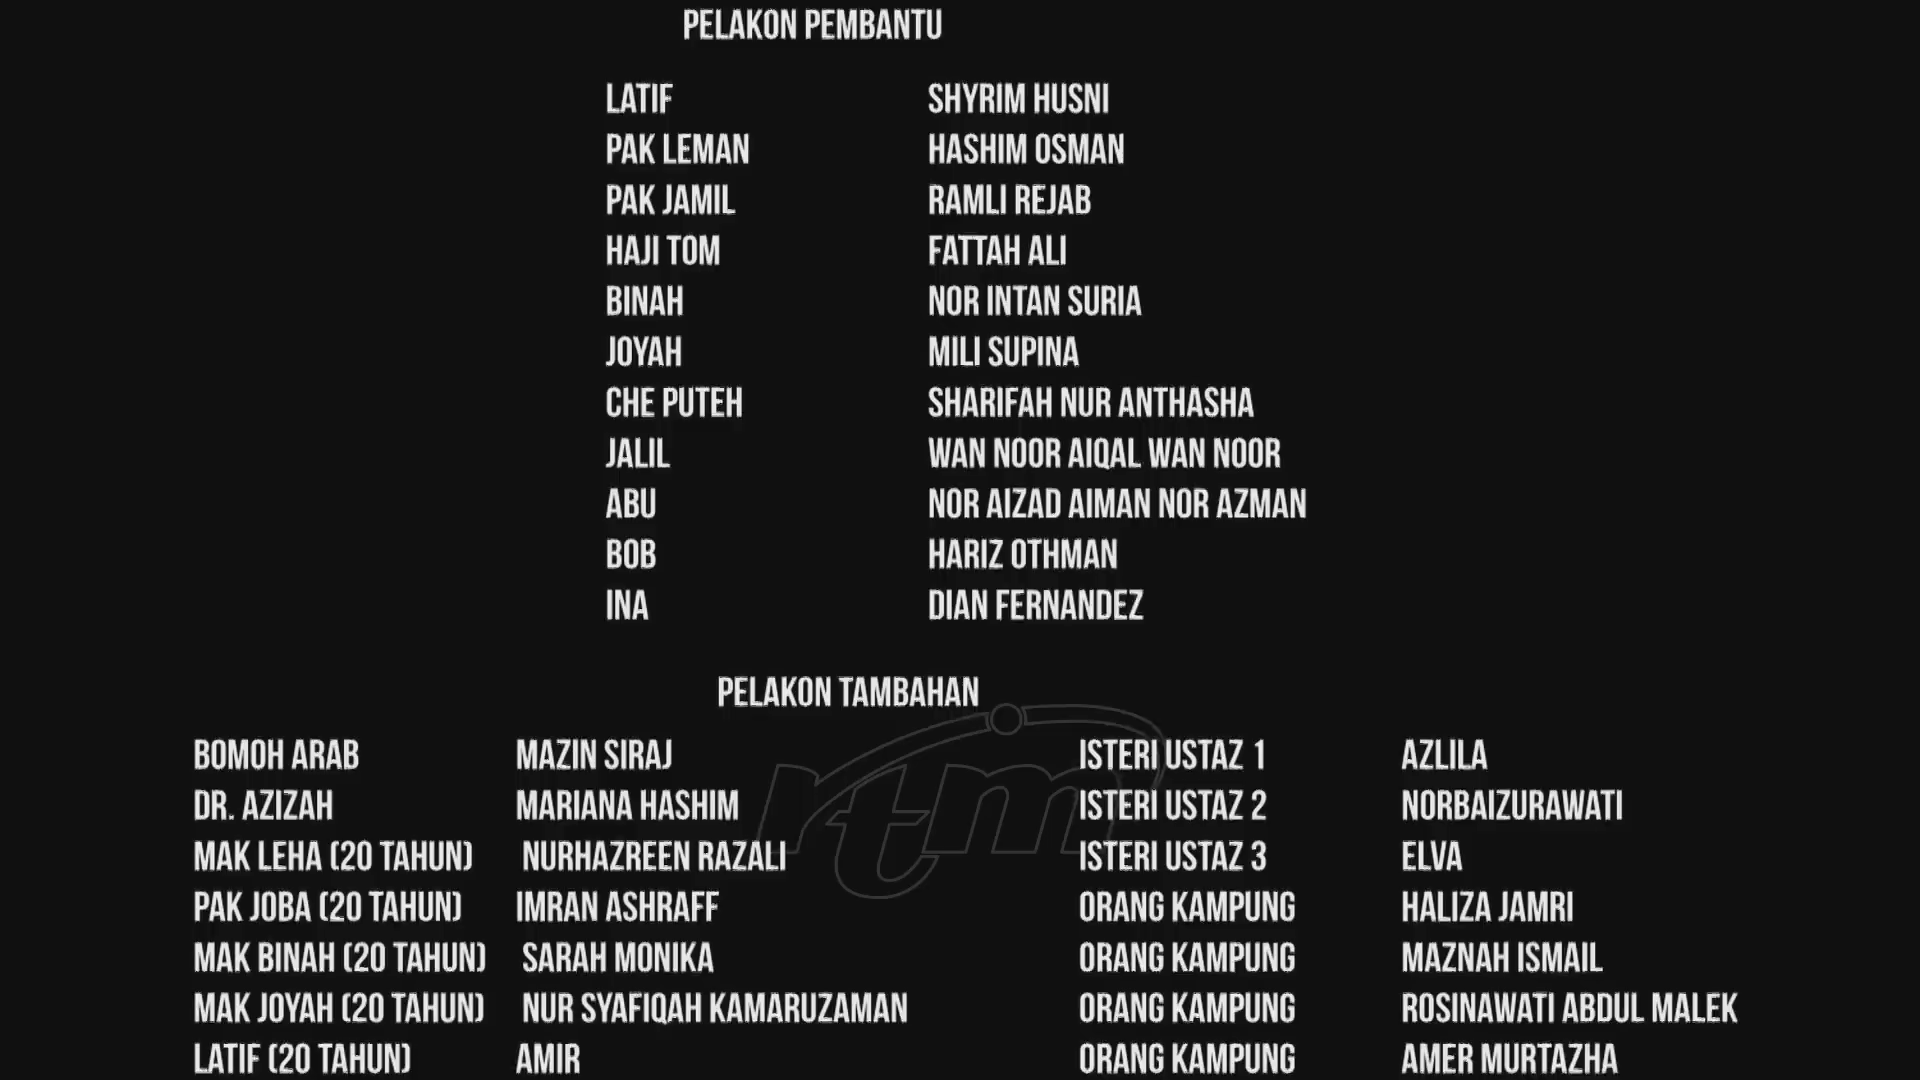 PELAKON PEMBANTU
LATIF SHYRIM HUSNI
PAK LEMAN HASHIM OSMAN
PAK JAMIL RAMLI REJAB
HAJI TOM FATTAH ALI
BINAH NOR INTAN SURIA
JOYAH MILI SUPINA
CHE PUTEH SHARIFAH NUR ANTHASHA
JALIL WAN NOOR AIQAL WAN NOOR
ABU NOR AIZAD AIMAN NOR AZMAN
BOB HARIZ OTHMAN
INA DIAN FERNANDEZ
PELAKON TAMBAHAN
BOMOH ARAB MAZIN SIRAJ ISTERI USTAZ 1 AZLILA
DR. AZIZAH MARIANA HASHIM ISTERI USTAZ 2 NORBAIZURAWATI
MAK LEHA (20 TAHUN) NURHAZREEN RAZALI ISTERI USTAZ 3 ELVA
PAK JOBA (20 TAHUN) IMRAN ASHRAFF ORANG KAMPUNG HALIZA JAMRI
MAK BINAH (20 TAHUN) SARAH MONIKA ORANG KAMPUNG MAZNAH ISMAIL
MAK JOYAH (20 TAHUN) NUR SYAFIQAH KAMARUZAMAN ORANG KAMPUNG ROSINAWATI ABDUL MALEK
LATIF (20 TAHUN) AMIR ORANG KAMPUNG AMER MURTAZHA
rtm